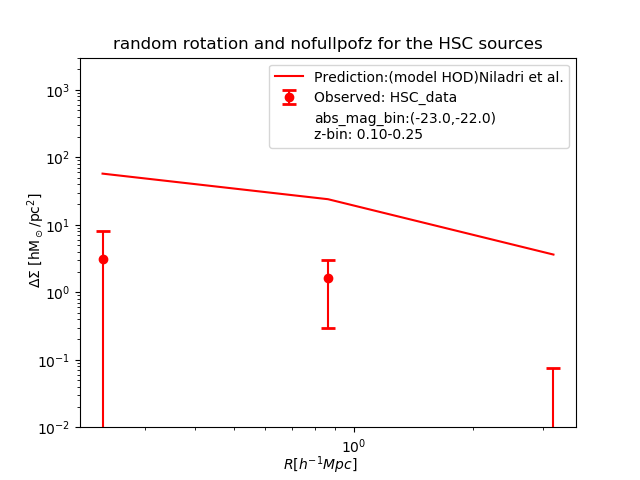 random rotation and nofullpofz for the HSC sources
Prediction:(model HOD)Niladri et al.
Observed: HSC_data
abs_mag_bin:(-23.0,-22.0)
z-bin: 0.10-0.25
ΔΣ [hM⊙/pc²]
10³
10²
10¹
10⁰
10⁻¹
10⁻²
10⁰
R[h⁻¹Mpc]